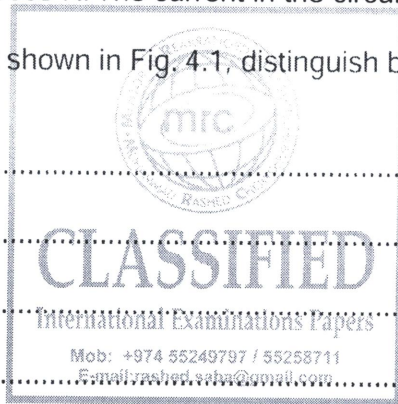 shown in Fig. 4.1, distinguish b
mrc
RASHED
CLASSIFIED
International Examinations Papers
Mob: +974 55249797 / 55258711
E-mail:rashed.saba@gmail.com